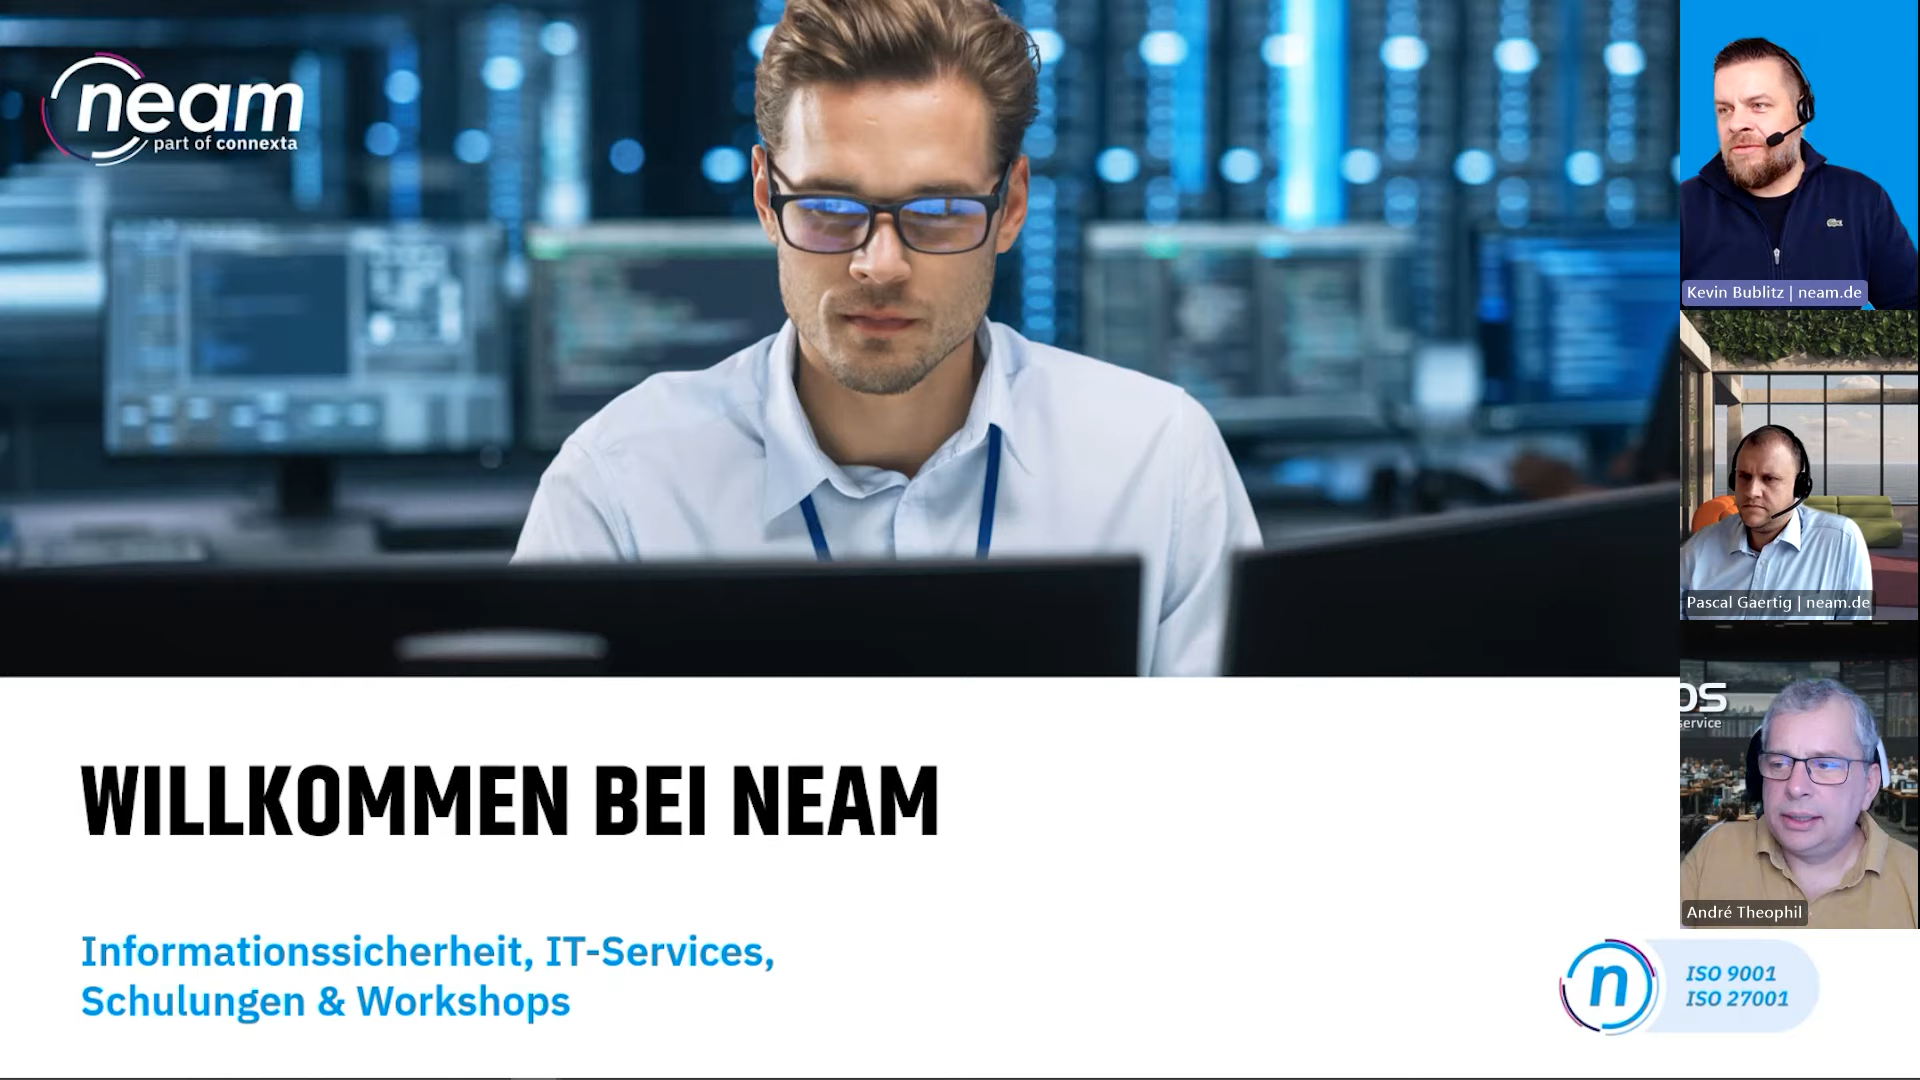 neam
part of connexta
Kevin Bublitz | neam.de
Pascal Gaertig | neam.de
os
service
André Theophil
WILLKOMMEN BEI NEAM
Informationssicherheit, IT-Services,
Schulungen & Workshops
n
ISO 9001
ISO 27001